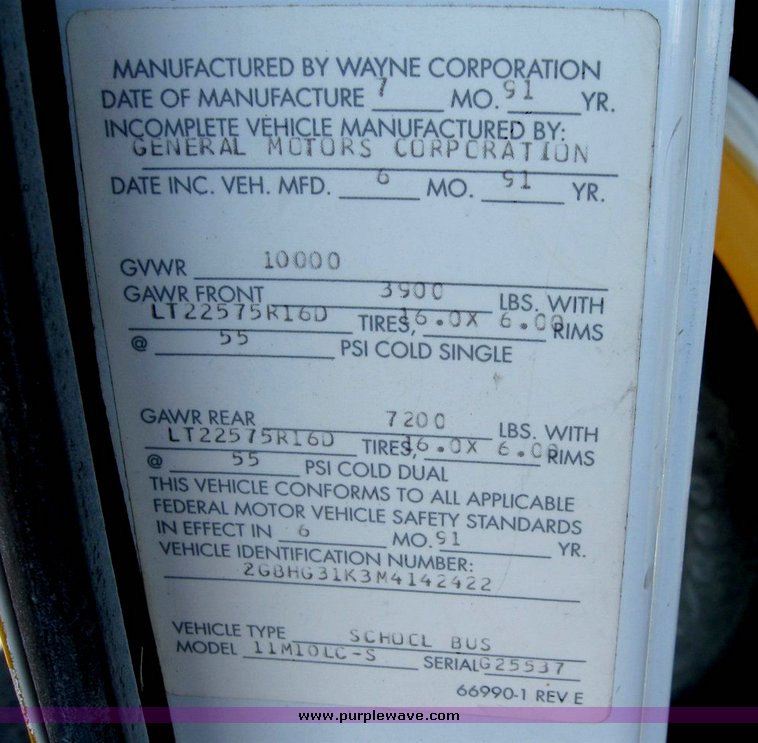 MANUFACTURED BY WAYNE CORPORATION
DATE OF MANUFACTURE 7 MO. 91 YR.
INCOMPLETE VEHICLE MANUFACTURED BY:
GENERAL MOTORS CORPORATION
DATE INC. VEH. MFD. 6 MO. 91 YR.
GVWR 10000
GAWR FRONT 3900 LBS. WITH
LT22575R16D TIRES, 16.0X 6.00 RIMS
@ 55 PSI COLD SINGLE
GAWR REAR 7200 LBS. WITH
LT22575R16D TIRES, 16.0X 6.00 RIMS
@ 55 PSI COLD DUAL
THIS VEHICLE CONFORMS TO ALL APPLICABLE
FEDERAL MOTOR VEHICLE SAFETY STANDARDS
IN EFFECT IN 6 MO. 91 YR.
VEHICLE IDENTIFICATION NUMBER:
2GBHG31K3M4142422
VEHICLE TYPE SCHOOL BUS
MODEL 11M10LC-S SERIAL G25537
66990-1 REV E
www.purplewave.com